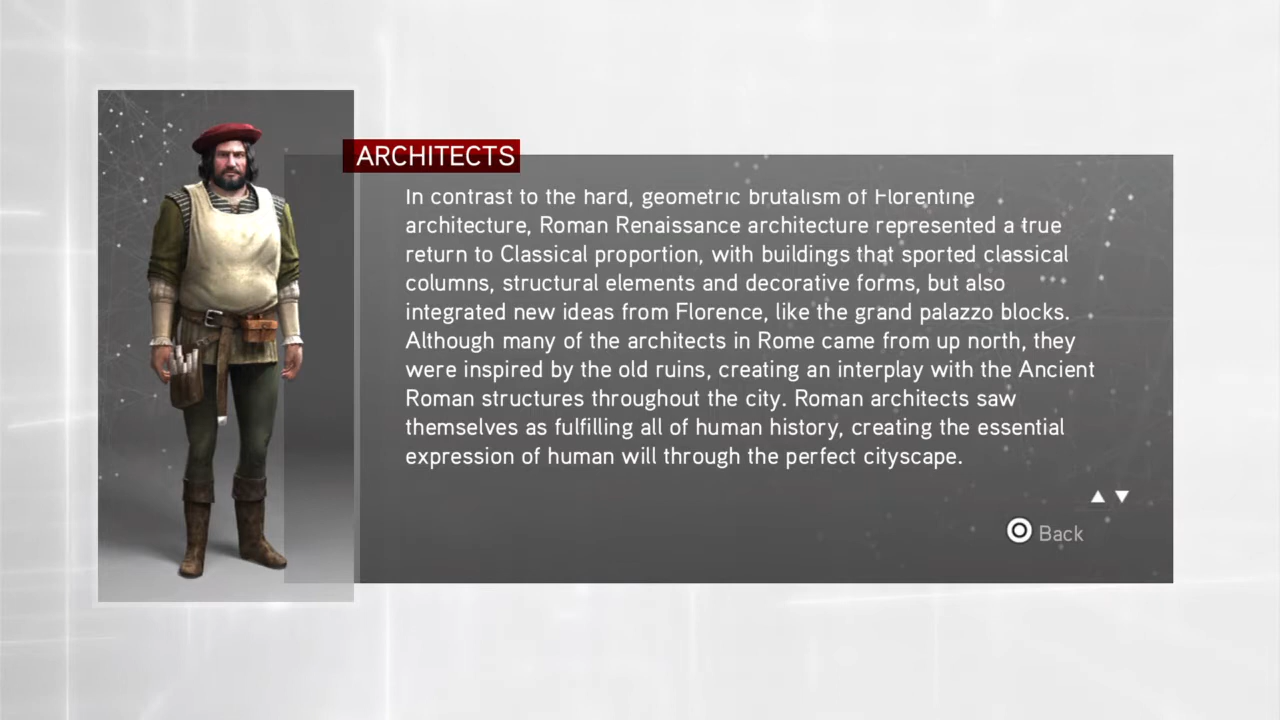 ARCHITECTS
In contrast to the hard, geometric brutalism of Florentine
architecture, Roman Renaissance architecture represented a true
return to Classical proportion, with buildings that sported classical
columns, structural elements and decorative forms, but also
integrated new ideas from Florence, like the grand palazzo blocks.
Although many of the architects in Rome came from up north, they
were inspired by the old ruins, creating an interplay with the Ancient
Roman structures throughout the city. Roman architects saw
themselves as fulfilling all of human history, creating the essential
expression of human will through the perfect cityscape.
Back